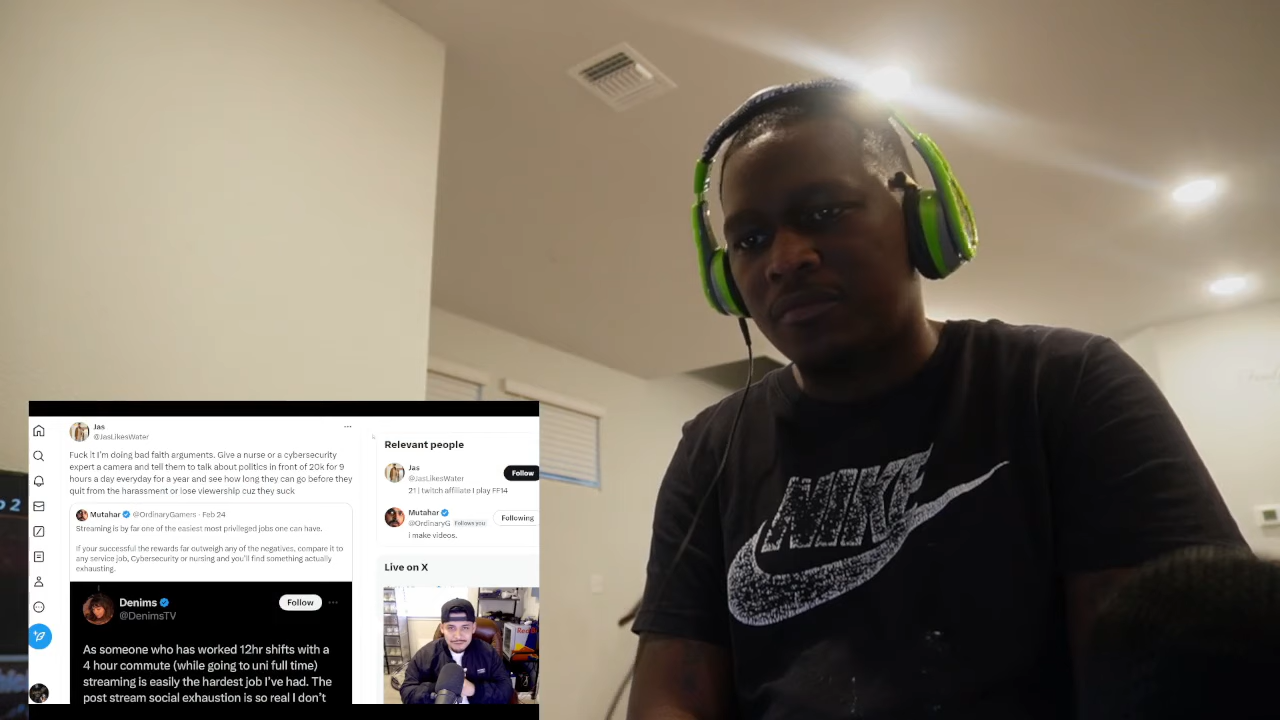 NIKE
o 2
Jas
@JasLikesWater
Fuck it I'm doing bad faith arguments. Give a nurse or a cybersecurity
expert a camera and tell them to talk about politics in front of 20k for 9
hours a day everyday for a year and see how long they can go before they
quit from the harassment or lose viewership cuz they suck
Mutahar @OrdinaryGamers · Feb 24
Streaming is by far one of the easiest most privileged jobs one can have.
If your successful the rewards far outweigh any of the negatives, compare it to
any service job, Cybersecurity or nursing and you'll find something actually
exhausting.
Denims
@DenimsTV
Follow
As someone who has worked 12hr shifts with a
4 hour commute (while going to uni full time)
streaming is easily the hardest job I've had. The
post stream social exhaustion is so real I don't
Relevant people
Jas
@JasLikesWater
Follow
21 | twitch affiliate I play FF14
Mutahar
@OrdinaryG Follows you
Following
i make videos.
Live on X